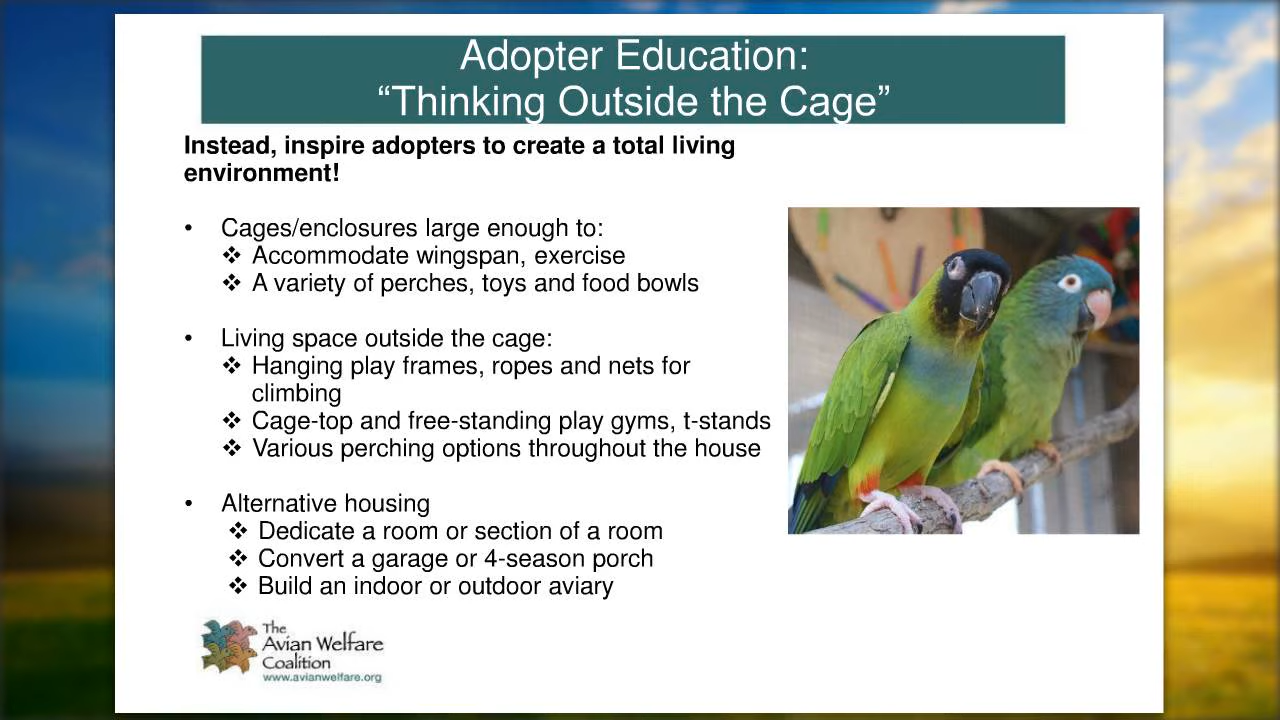 Adopter Education:
“Thinking Outside the Cage”
Instead, inspire adopters to create a total living
environment!
• Cages/enclosures large enough to:
❖ Accommodate wingspan, exercise
❖ A variety of perches, toys and food bowls
• Living space outside the cage:
❖ Hanging play frames, ropes and nets for
climbing
❖ Cage-top and free-standing play gyms, t-stands
❖ Various perching options throughout the house
• Alternative housing
❖ Dedicate a room or section of a room
❖ Convert a garage or 4-season porch
❖ Build an indoor or outdoor aviary
The
Avian Welfare
Coalition
www.avianwelfare.org